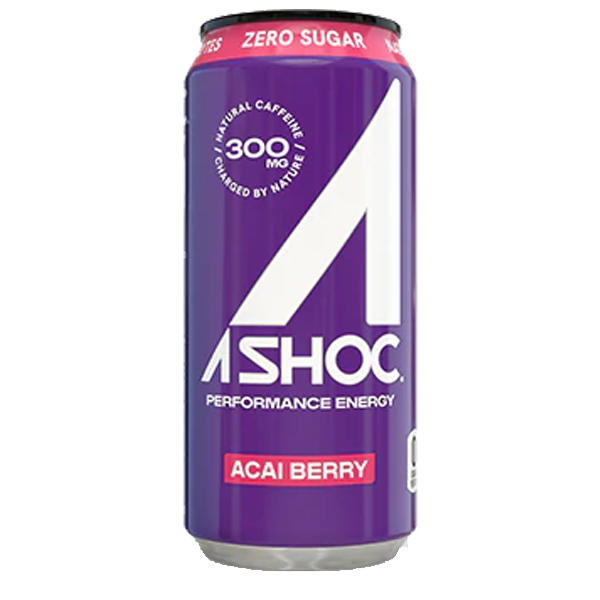 ZERO SUGAR
/ NATURAL CAFFEINE /
300
MG
CHARGED BY NATURE
ASHOC.
PERFORMANCE ENERGY
ACAI BERRY